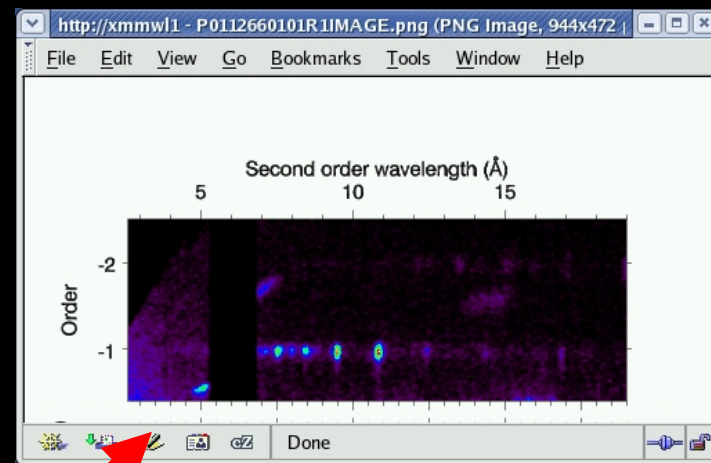 http://xmmwl1 - P0112660101R1IMAGE.png (PNG Image, 944x472
File Edit View Go Bookmarks Tools Window Help
Second order wavelength (Å)
5 10 15
-2
Order
-1
Done